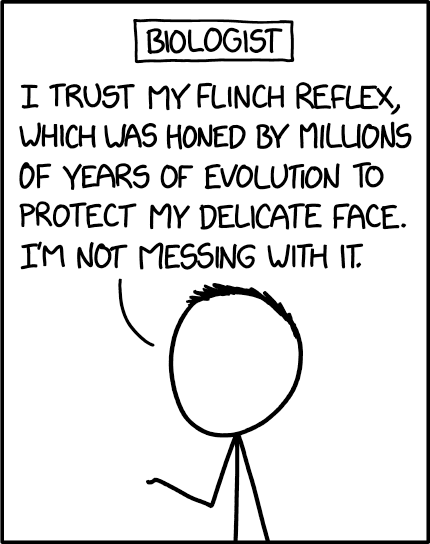 BIOLOGIST
I TRUST MY FLINCH REFLEX,
WHICH WAS HONED BY MILLIONS
OF YEARS OF EVOLUTION TO
PROTECT MY DELICATE FACE.
I'M NOT MESSING WITH IT.